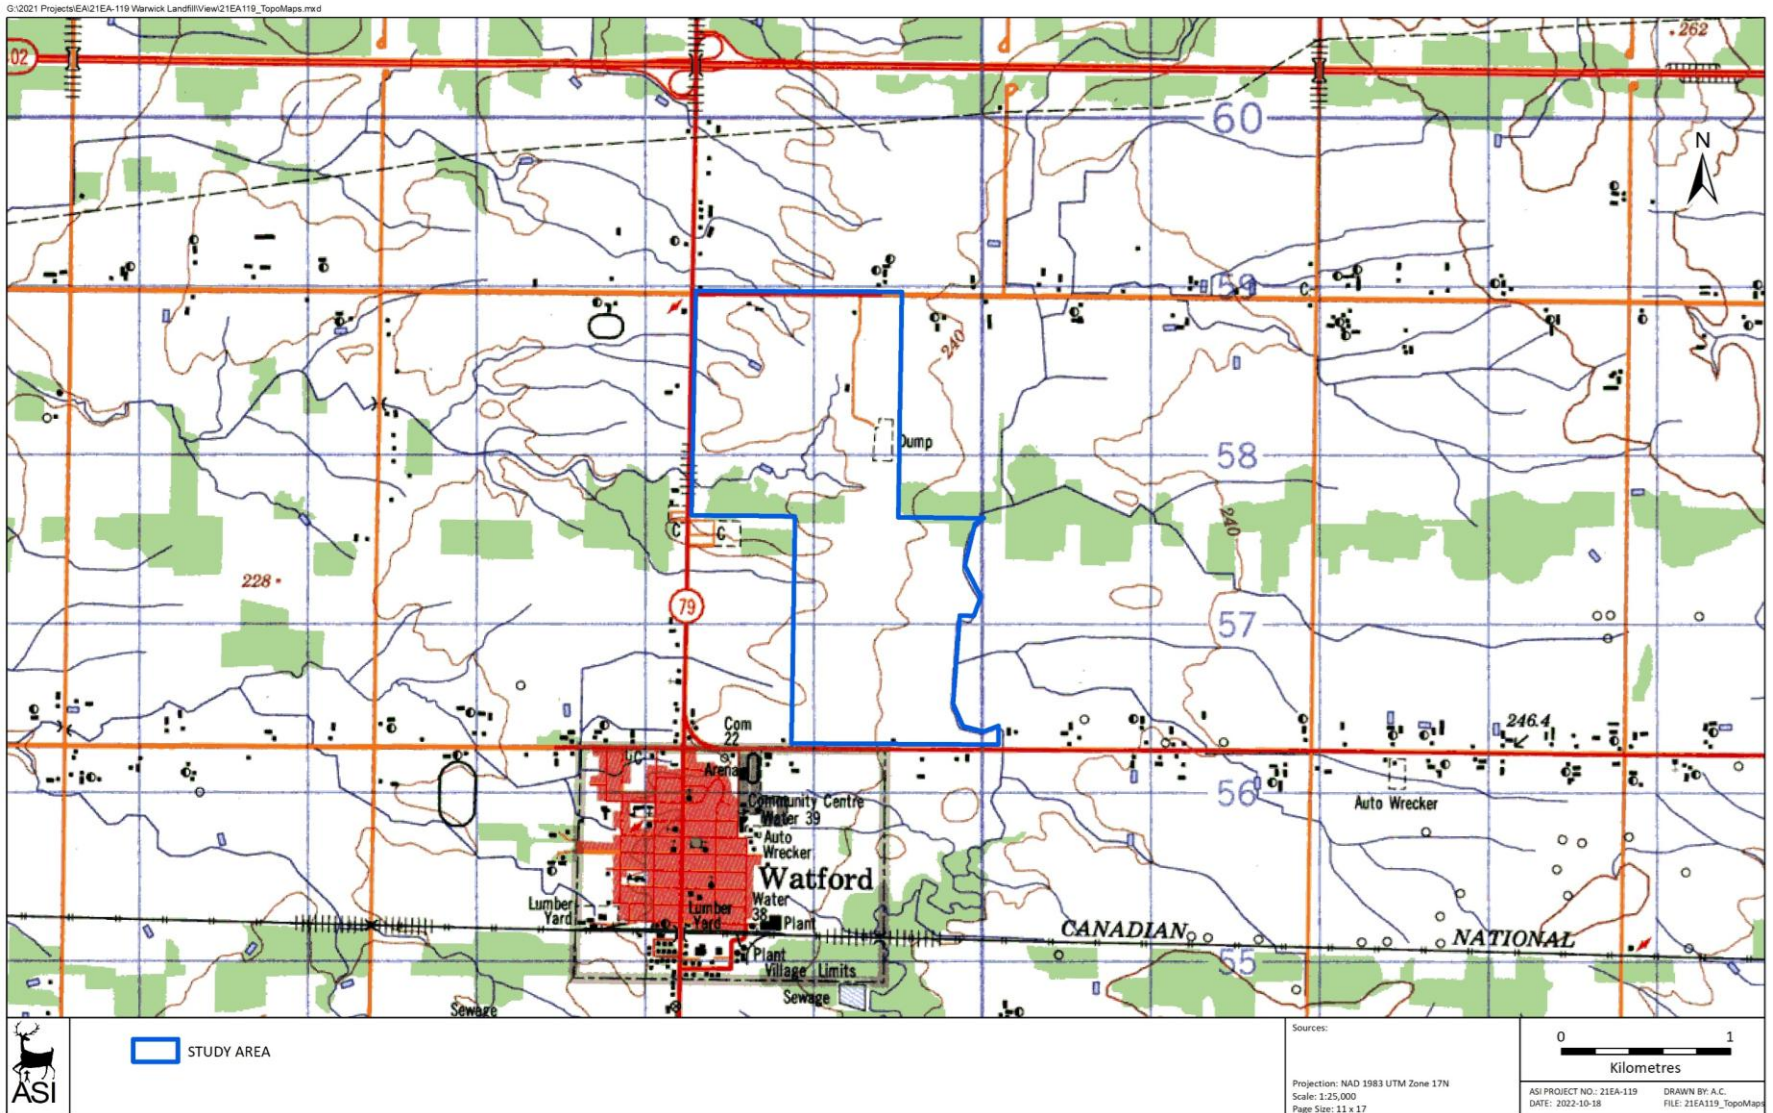 G:\2021 Projects\EA\21EA-119 Warwick Landfill\View\21EA119_TopoMaps.mxd
02
262
60
N
59
C
240
58
Dump
C
C
240
228
79
57
Com
22
246.4
C
Arena
56
Community Centre
Water 39
Auto Wrecker
Auto
Wrecker
Watford
Lumber
Yard
Lumber
Yard
Water
38
Plant
CANADIAN
NATIONAL
Plant
55
Village Limits
Sewage
Sewage
STUDY AREA
ASI
Sources:
Projection: NAD 1983 UTM Zone 17N
Scale: 1:25,000
Page Size: 11 x 17
0 1
Kilometres
ASI PROJECT NO.: 21EA-119
DATE: 2022-10-18
DRAWN BY: A.C.
FILE: 21EA119_TopoMaps